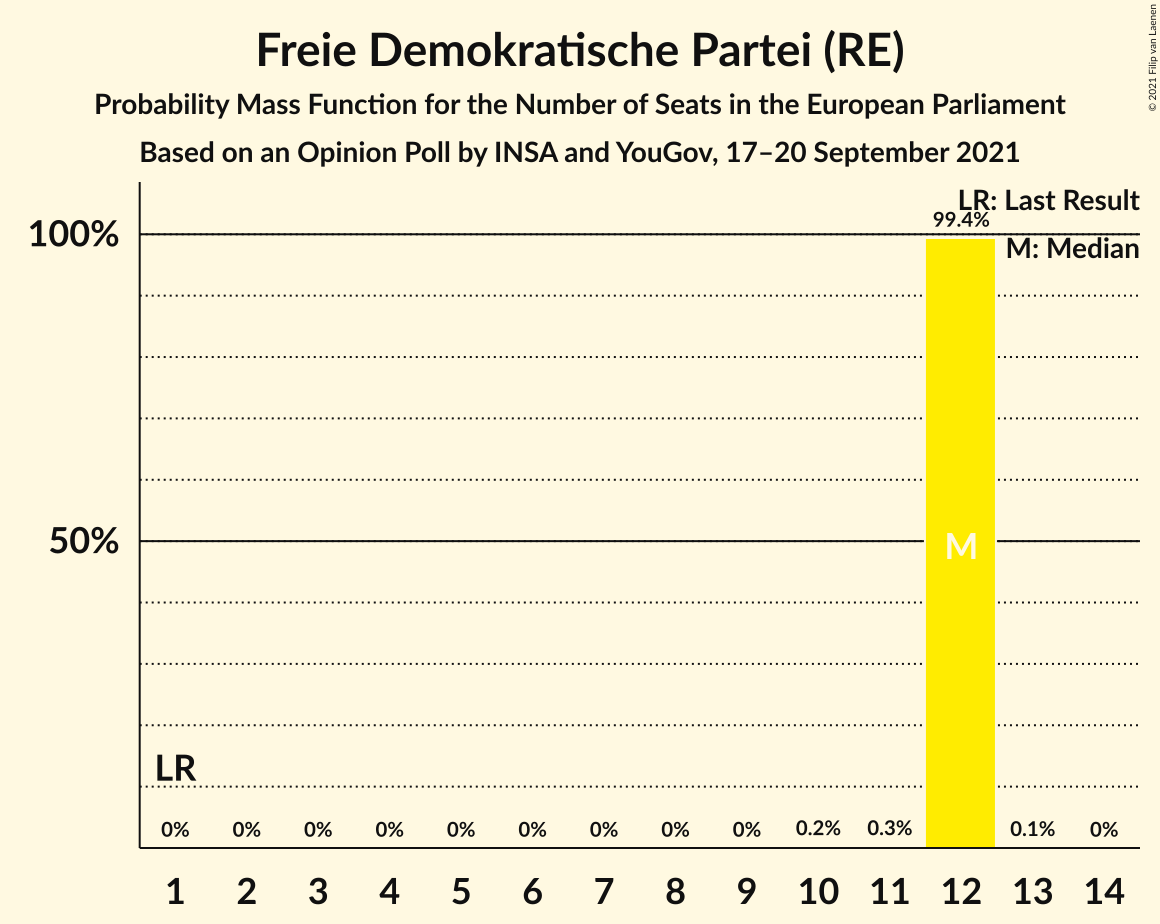 Freie Demokratische Partei (RE)
Probability Mass Function for the Number of Seats in the European Parliament
Based on an Opinion Poll by INSA and YouGov, 17–20 September 2021
© 2021 Filip van Laenen
LR: Last Result
M: Median
99.4%
100%
50%
M
LR
0% 0% 0% 0% 0% 0% 0% 0% 0% 0.2% 0.3% 0.1% 0%
1 2 3 4 5 6 7 8 9 10 11 12 13 14